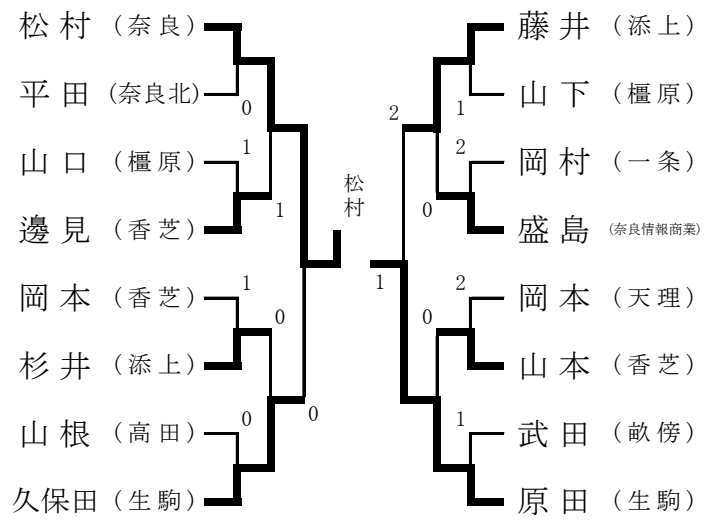 松村 (奈良)
平田 (奈良北)
0
山口 (橿原)
1
邊見 (香芝)
1
岡本 (香芝)
1
0
杉井 (添上)
山根 (高田)
0
0
久保田 (生駒)
松村
1
藤井 (添上)
2
山下 (橿原)
1
岡村 (一条)
2
盛島 (奈良情報商業)
0
岡本 (天理)
2
0
山本 (香芝)
武田 (畝傍)
1
原田 (生駒)